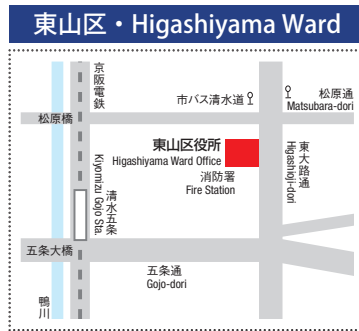 東山区・Higashiyama Ward
京阪電鉄
市バス清水道
松原通
Matsubara-dori
松原橋
東山区役所
Higashiyama Ward Office
消防署
Fire Station
東大路通
Higashioji-dori
清水五条
Kiyomizu Gojo Sta.
五条大橋
五条通
Gojo-dori
鴨川